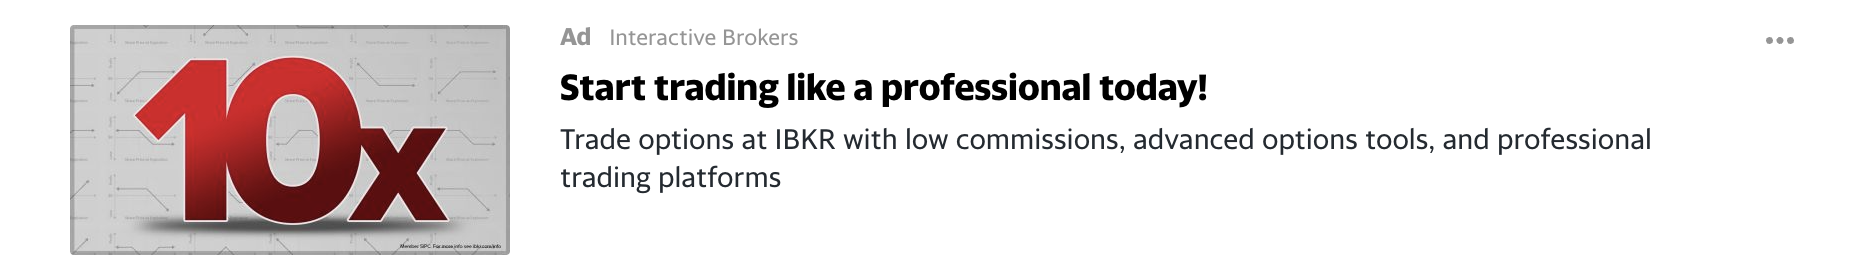 10x
Member SIPC. For more info see ibkr.com/info
Ad Interactive Brokers
Start trading like a professional today!
Trade options at IBKR with low commissions, advanced options tools, and professional
trading platforms